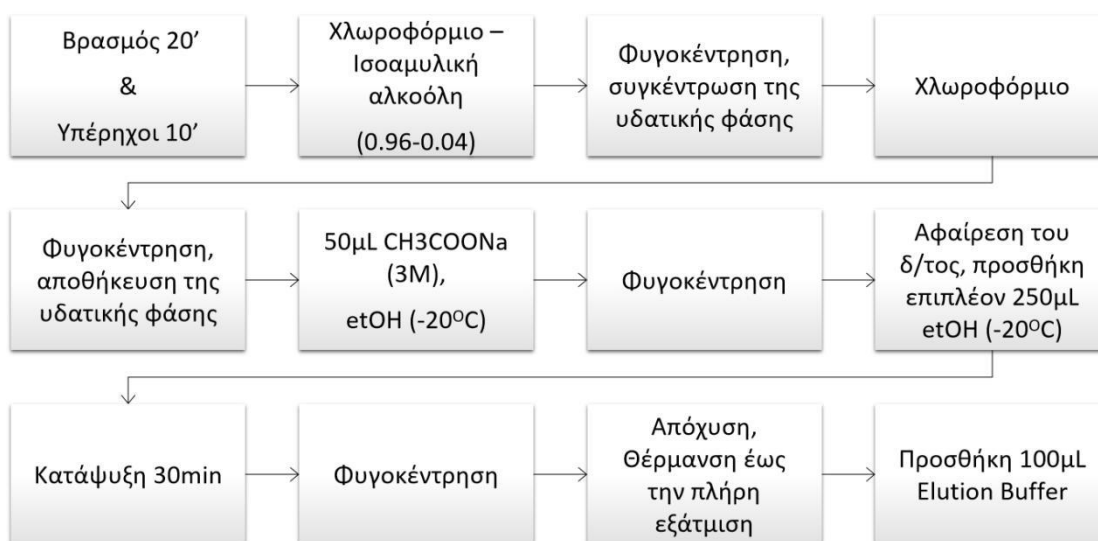 Βρασμός 20’
&
Υπέρηχοι 10’
Χλωροφόρμιο –
Ισοαμυλική
αλκοόλη
(0.96-0.04)
Φυγοκέντρηση,
συγκέντρωση της
υδατικής φάσης
Χλωροφόρμιο
Φυγοκέντρηση,
αποθήκευση της
υδατικής φάσης
50μL CH3COONa
(3M),
etOH (-20ᴼC)
Φυγοκέντρηση
Αφαίρεση του
δ/τος, προσθήκη
επιπλέον 250μL
etOH (-20ᴼC)
Κατάψυξη 30min
Φυγοκέντρηση
Απόχυση,
Θέρμανση έως
την πλήρη
εξάτμιση
Προσθήκη 100μL
Elution Buffer